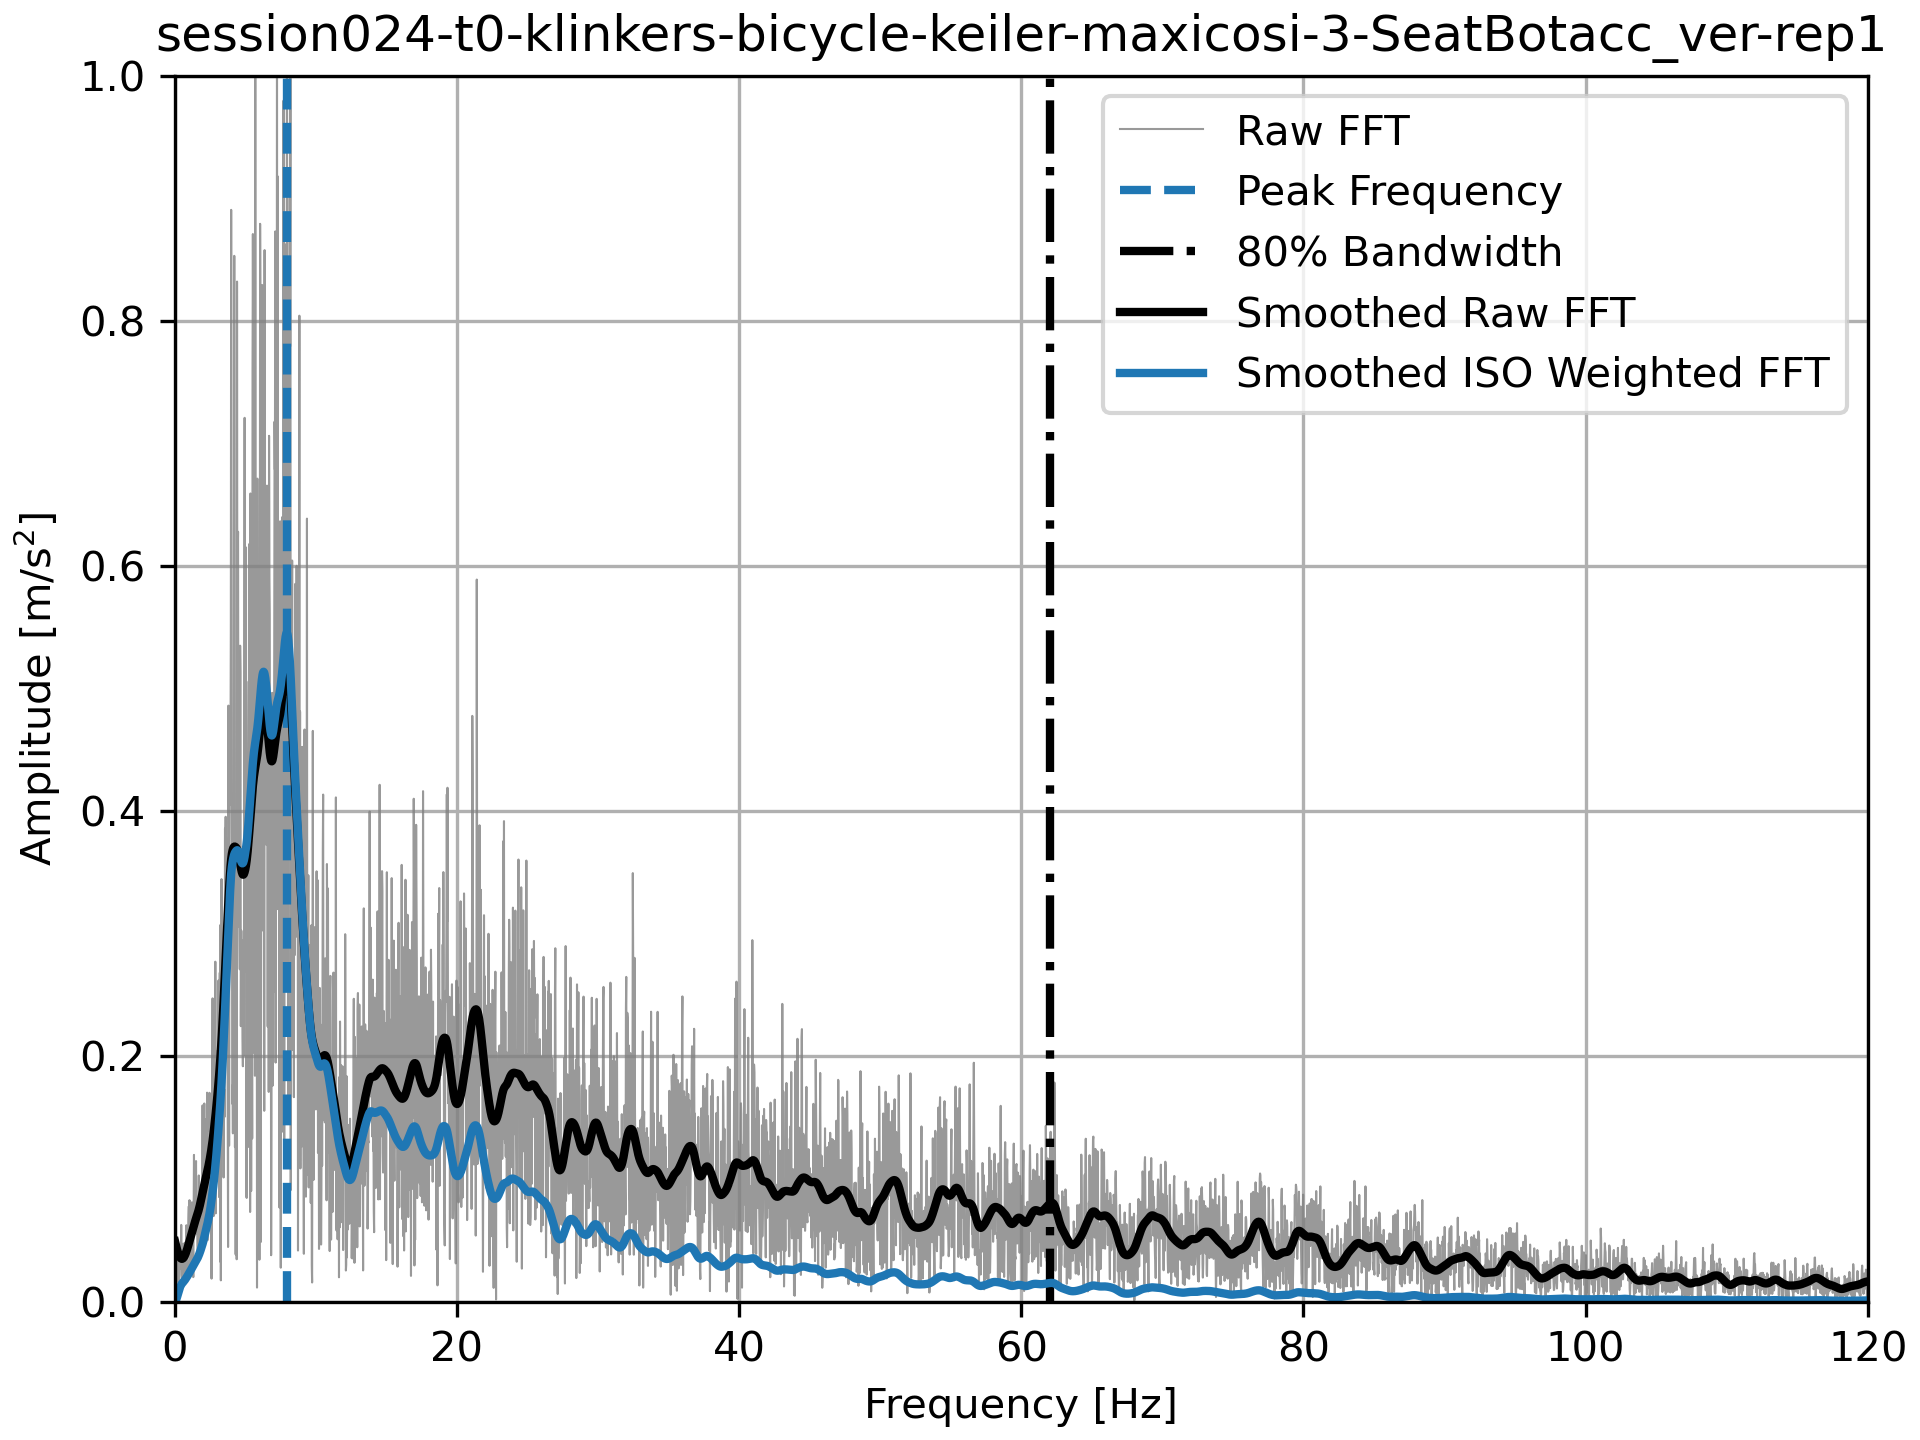 session024-t0-klinkers-bicycle-keiler-maxicosi-3-SeatBotacc_ver-rep1
1.0
0.8
0.6
0.4
0.2
0.0
Amplitude [m/s²]
Raw FFT
Peak Frequency
80% Bandwidth
Smoothed Raw FFT
Smoothed ISO Weighted FFT
0 20 40 60 80 100 120
Frequency [Hz]